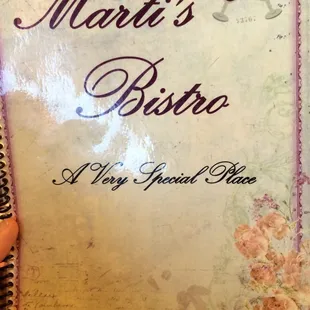 Marti's
Bistro
A Very Special Place